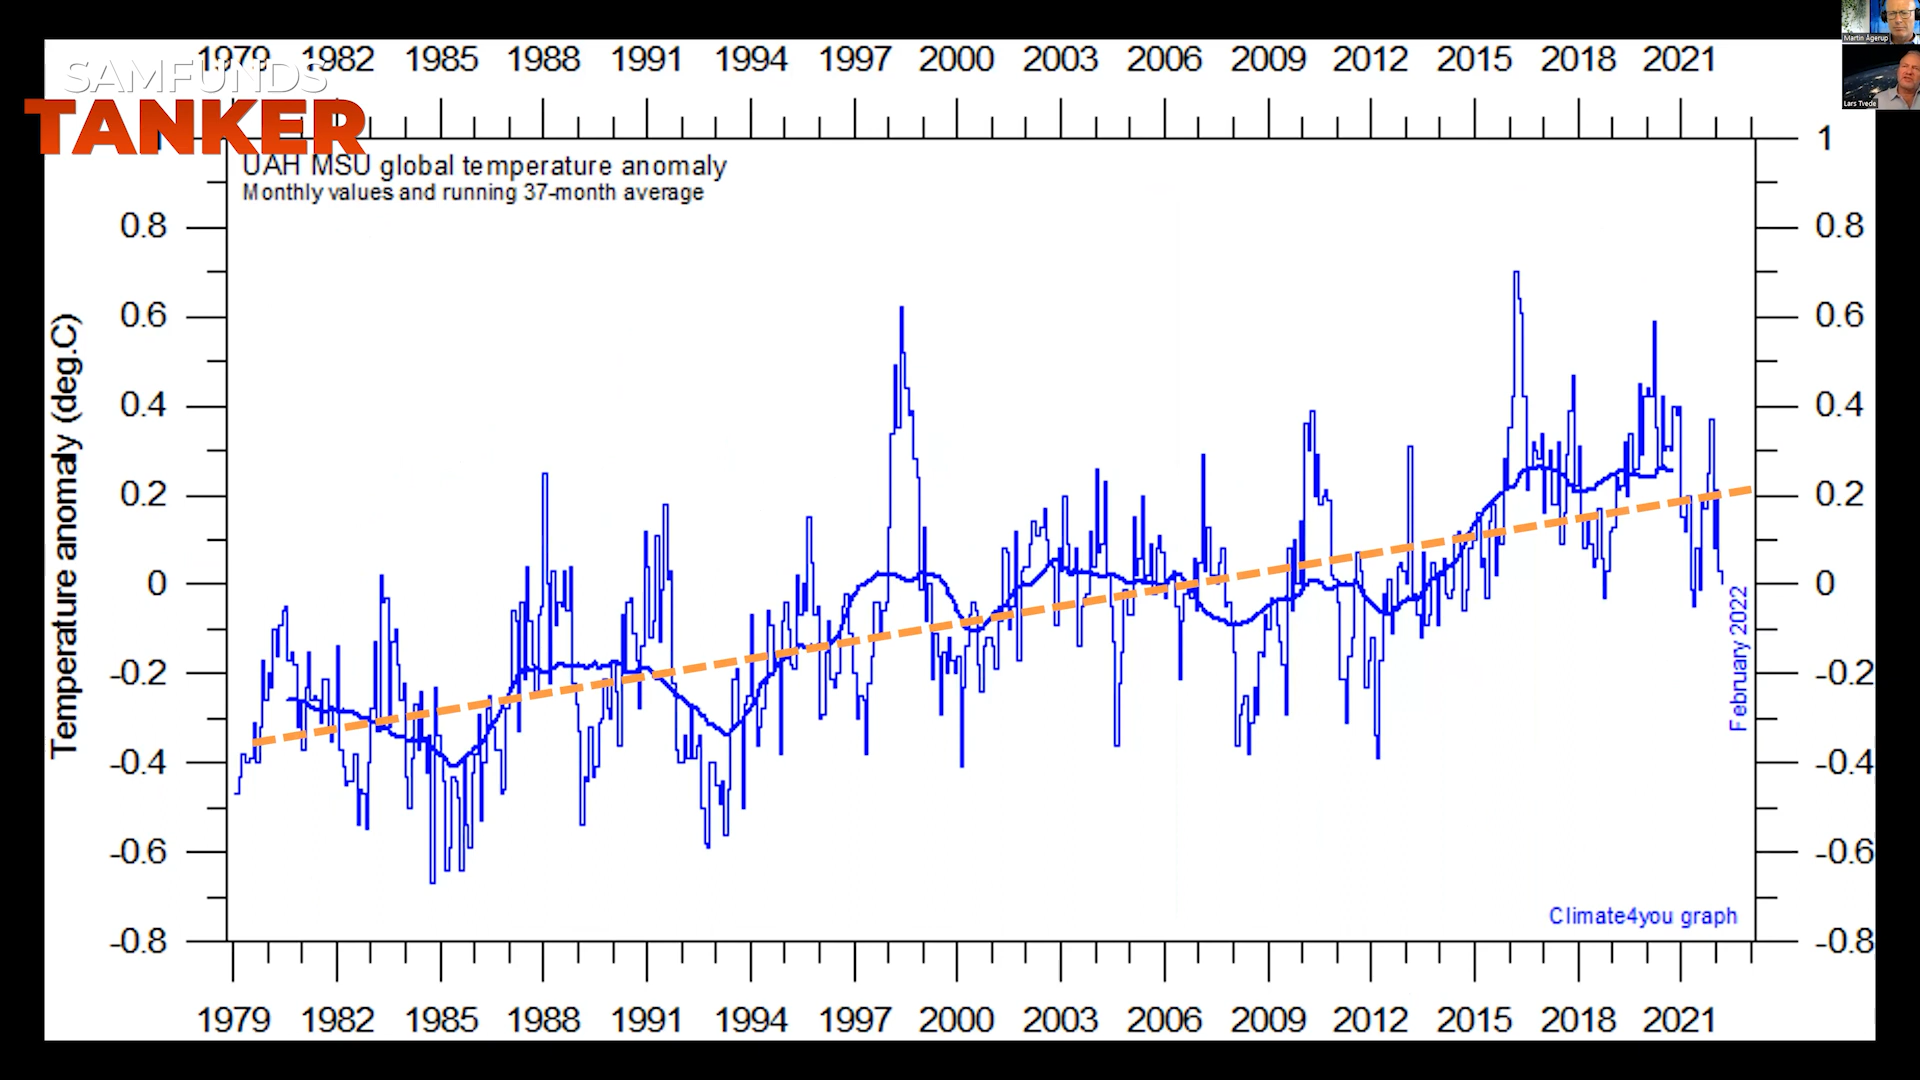 1979 1982 1985 1988 1991 1994 1997 2000 2003 2006 2009 2012 2015 2018 2021
SAMFUNDS
TANKER
Martin Ågerup
Lars Tvede
UAH MSU global temperature anomaly
Monthly values and running 37-month average
Temperature anomaly (deg.C)
1
0.8 0.8
0.6 0.6
0.4 0.4
0.2 0.2
0 0
-0.2 -0.2
-0.4 -0.4
-0.6 -0.6
-0.8 -0.8
February 2022
Climate4you graph
1979 1982 1985 1988 1991 1994 1997 2000 2003 2006 2009 2012 2015 2018 2021